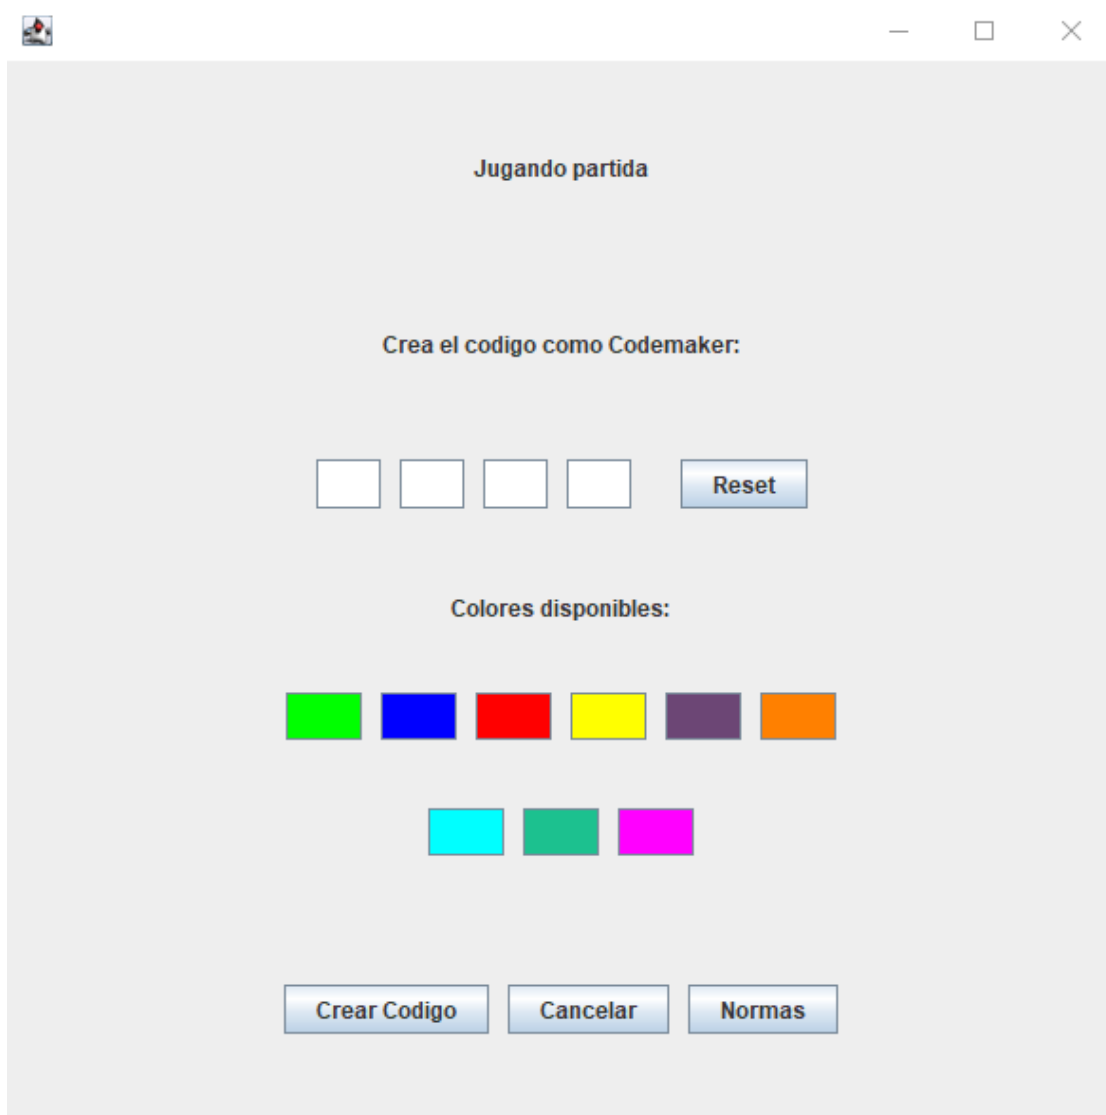 Jugando partida
Crea el codigo como Codemaker:
Reset
Colores disponibles:
Crear Codigo Cancelar Normas